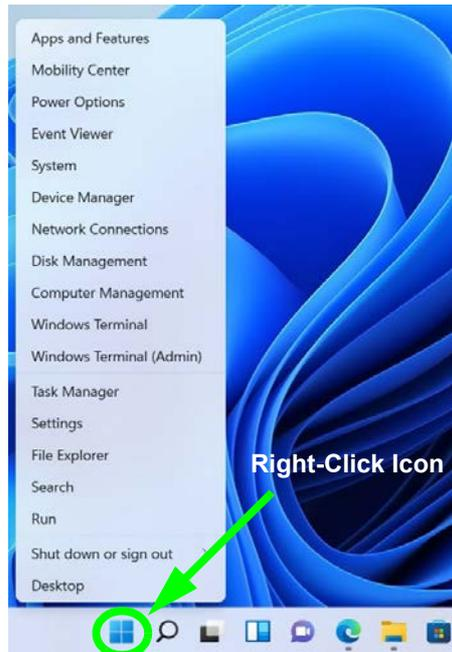 Apps and Features
Mobility Center
Power Options
Event Viewer
System
Device Manager
Network Connections
Disk Management
Computer Management
Windows Terminal
Windows Terminal (Admin)
Task Manager
Settings
File Explorer
Search
Run
Shut down or sign out
Desktop
Right-Click Icon